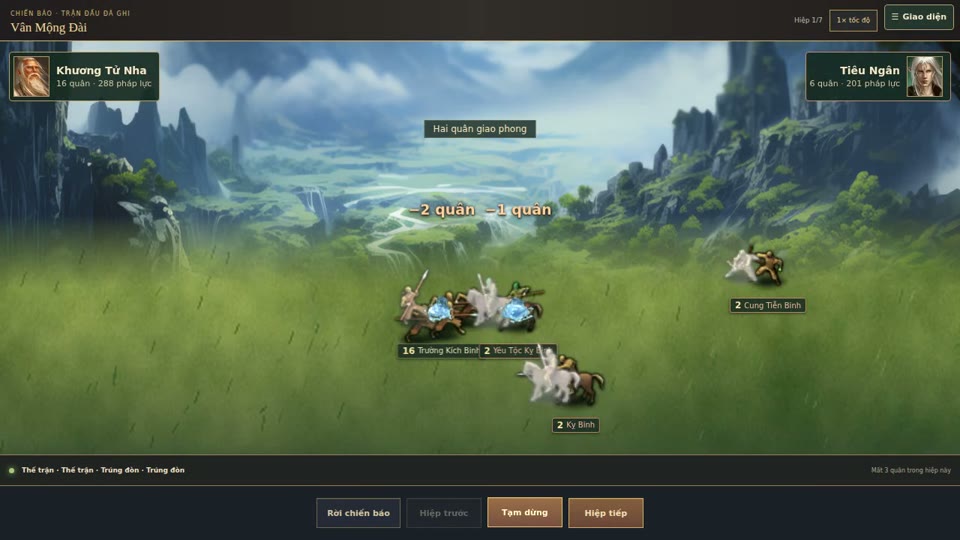 CHIẾN BÁO · TRẬN ĐẤU ĐÃ GHI
Vân Mộng Đài
Hiệp 1/7
1× tốc độ
☰ Giao diện
Khương Tử Nha
16 quân · 288 pháp lực
Tiêu Ngân
6 quân · 201 pháp lực
Hai quân giao phong
−2 quân −1 quân
2 Cung Tiễn Binh
16 Trường Kích Binh
2 Yêu Tộc Kỵ
2 Kỵ Binh
Thế trận · Thế trận · Trúng đòn · Trúng đòn
Mất 3 quân trong hiệp này
Rời chiến báo
Hiệp trước
Tạm dừng
Hiệp tiếp